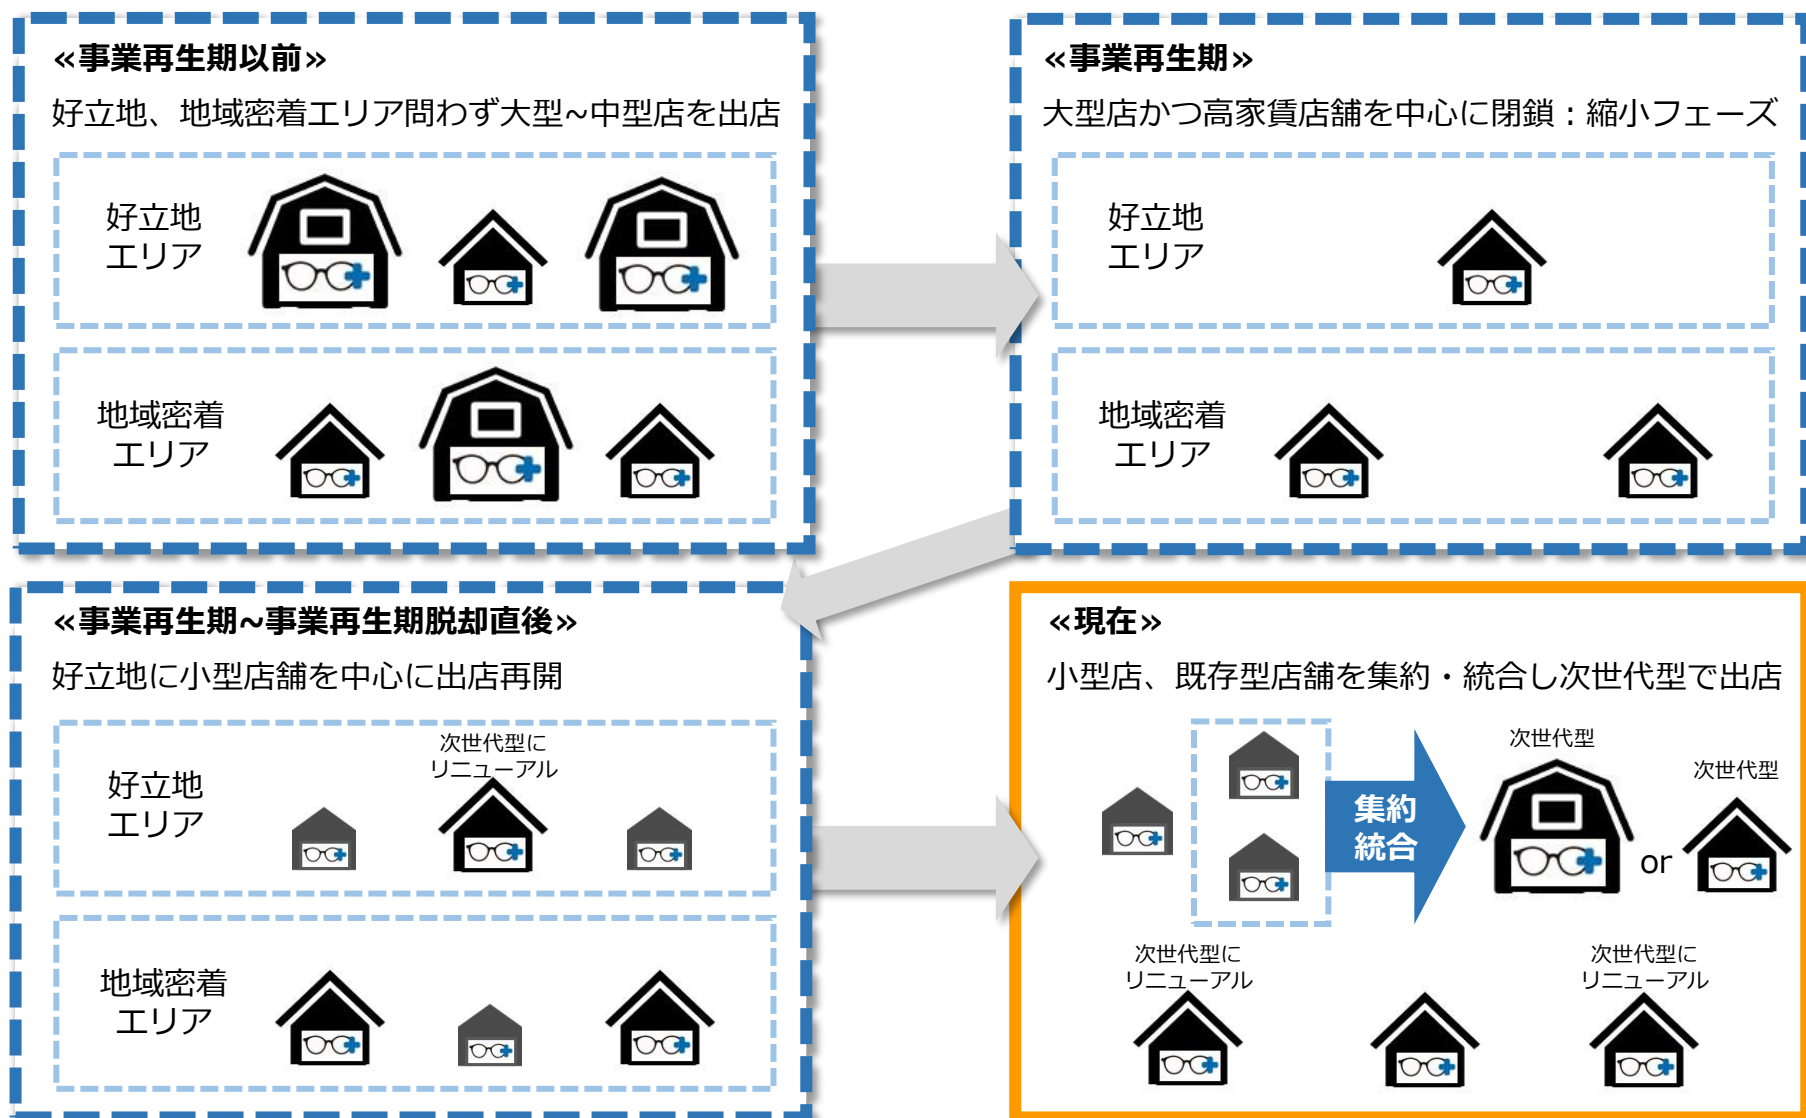 «事業再生期以前»
好立地、地域密着エリア問わず大型~中型店を出店
好立地
エリア
地域密着
エリア
«事業再生期»
大型店かつ高家賃店舗を中心に閉鎖：縮小フェーズ
好立地
エリア
地域密着
エリア
«事業再生期~事業再生期脱却直後»
好立地に小型店舗を中心に出店再開
好立地
エリア
次世代型に
リニューアル
地域密着
エリア
«現在»
小型店、既存型店舗を集約・統合し次世代型で出店
集約
統合
次世代型
or
次世代型
次世代型に
リニューアル
次世代型に
リニューアル